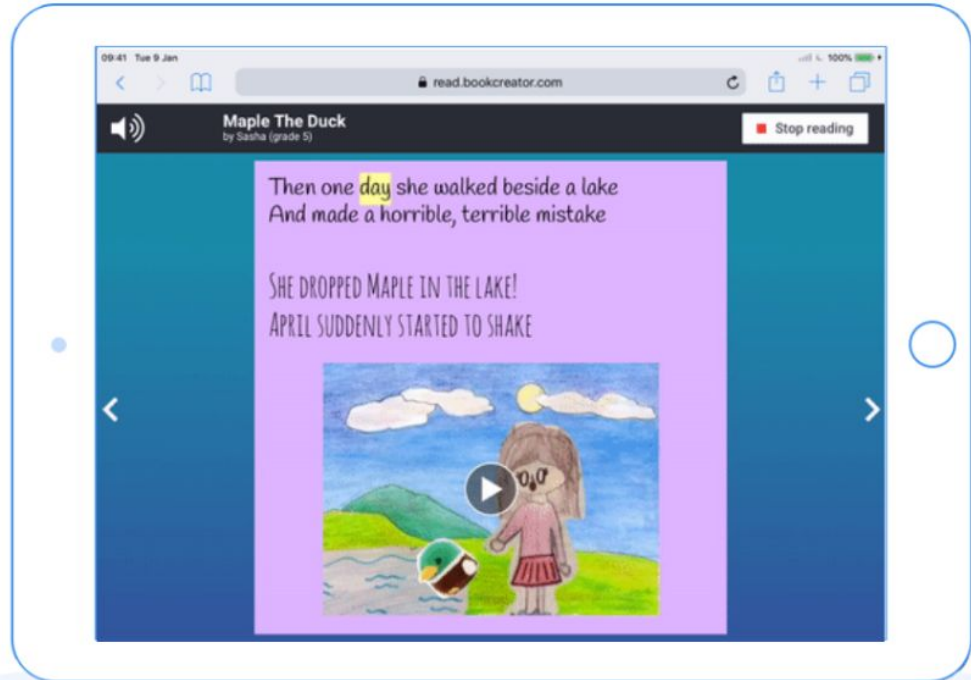 09:41 Tue 9 Jan
100%
read.bookcreator.com
Maple The Duck
by Sasha (grade 5)
Stop reading
Then one day she walked beside a lake
And made a horrible, terrible mistake
SHE DROPPED MAPLE IN THE LAKE!
APRIL SUDDENLY STARTED TO SHAKE